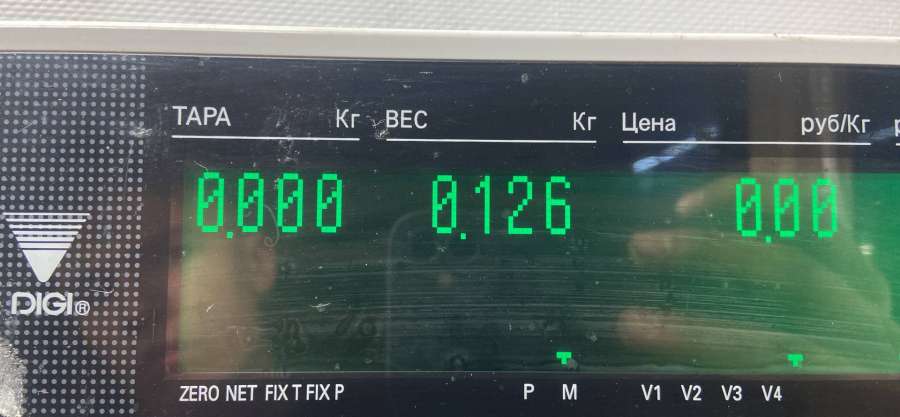 ТАРА Кг ВЕС Кг Цена руб/Кг
0.000 0.126 0.00
DIGI®
ZERO NET FIX T FIX P P M V1 V2 V3 V4